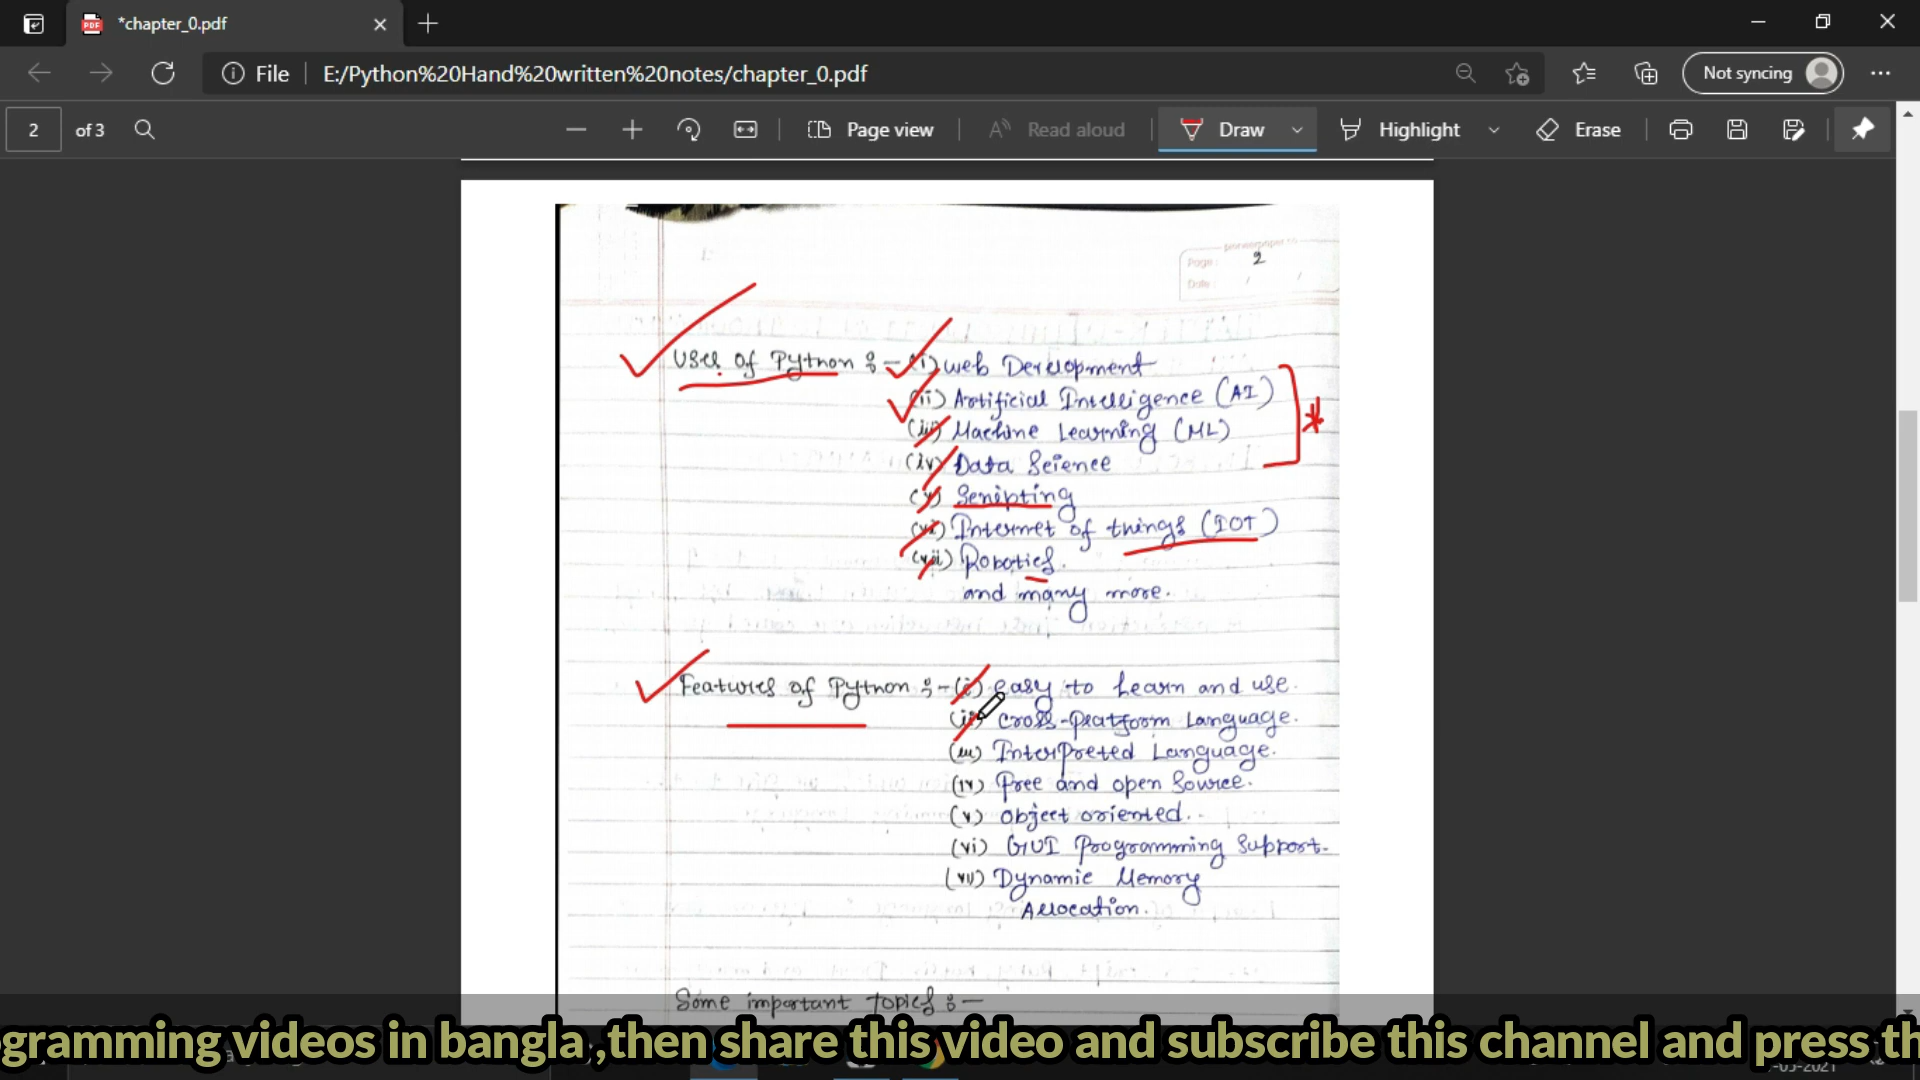 *chapter_0.pdf
File
E:/Python%20Hand%20written%20notes/chapter_0.pdf
Not syncing
2 of 3
Page view
Read aloud
Draw
Highlight
Erase
Page: 2
Date:
Uses of Python :- (i) web Development
(ii) Artificial Intelligence (AI)
(iii) Machine Learning (ML)
(iv) Data Science
(v) Scripting
(vi) Internet of things (IOT)
(vii) Robotics.
and many more.
Features of Python :- (i) easy to Learn and use.
(ii) Cross-Platform Language.
(iii) Interpreted Language.
(iv) Free and open Source.
(v) Object oriented.
(vi) GUI Programming Support.
(vii) Dynamic Memory
Allocation.
Some important topics :-
gramming videos in bangla ,then share this video and subscribe this channel and press th